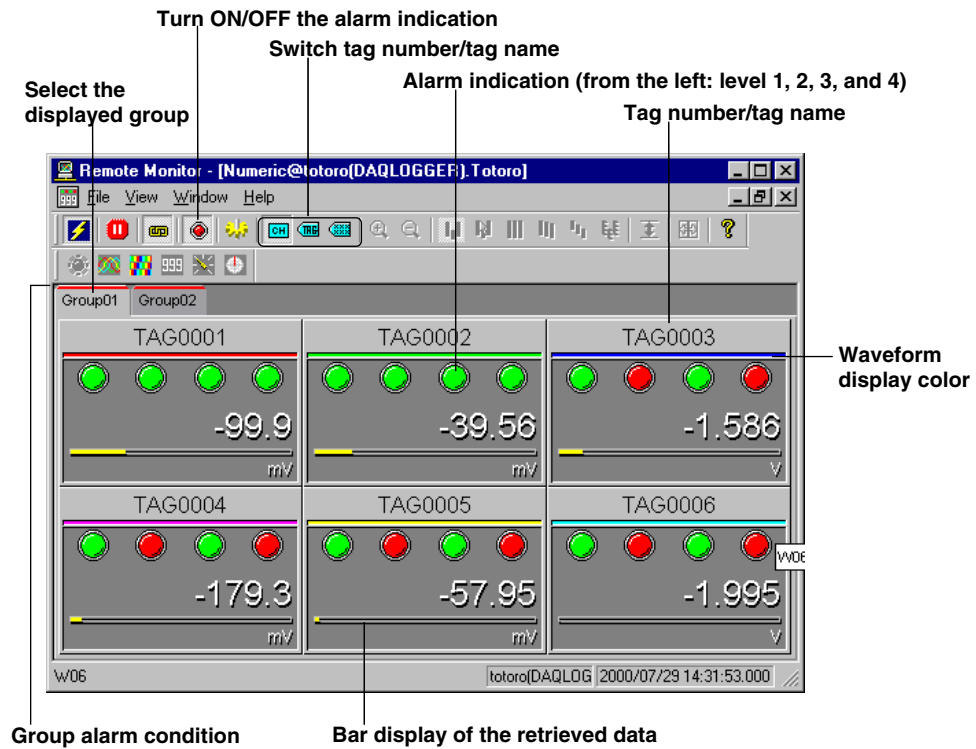 Turn ON/OFF the alarm indication
Switch tag number/tag name
Alarm indication (from the left: level 1, 2, 3, and 4)
Select the
displayed group
Tag number/tag name
Remote Monitor - [Numeric@totoro(DAQLOGGER).Totoro]
File View Window Help
CH TAG
999
Group01 Group02
TAG0001 TAG0002 TAG0003
Waveform
display color
-99.9 -39.56 -1.586
mV mV V
TAG0004 TAG0005 TAG0006
W06
-179.3 -57.95 -1.995
mV mV V
W06 totoro(DAQLOG 2000/07/29 14:31:53.000
Group alarm condition Bar display of the retrieved data